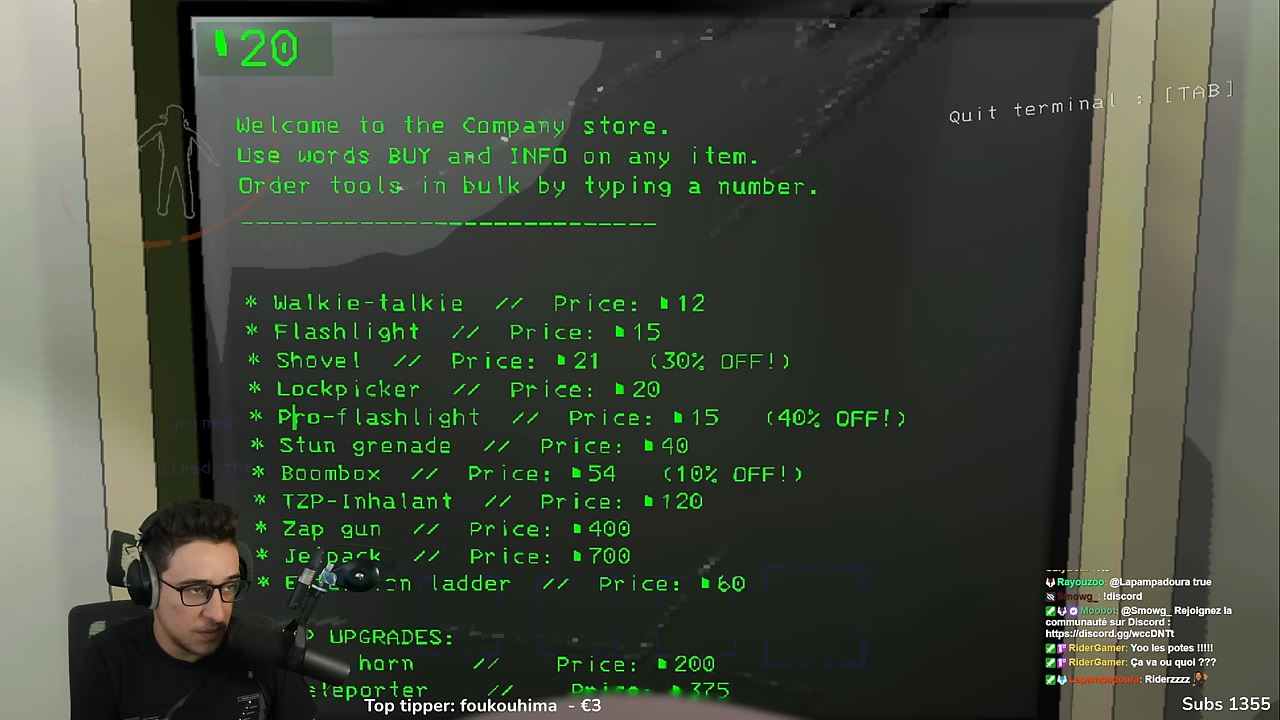 20
Quit terminal : [TAB]
Welcome to the Company store.
Use words BUY and INFO on any item.
Order tools in bulk by typing a number.
* Walkie-talkie // Price: 12
* Flashlight // Price: 15
* Shovel // Price: 21 (30% OFF!)
* Lockpicker // Price: 20
* Pro-flashlight // Price: 15 (40% OFF!)
* Stun grenade // Price: 40
* Boombox // Price: 54 (10% OFF!)
* TZP-Inhalant // Price: 120
* Zap gun // Price: 400
* Jetpack // Price: 700
* ladder // Price: 60
UPGRADES:
horn // Price: 200
// Price: 375
Rayouzoo: @Lapampadoura true
Smowg_ !discord
Moobot: @Smowg_ Rejoignez la
communauté sur Discord :
https://discord.gg/wccDNTt
RiderGamer: Yoo les potes !!!!!
RiderGamer: Ça va ou quoi ???
Lapampadoura: Riderzzzz
Top tipper: foukouhima - €3
Subs 1355